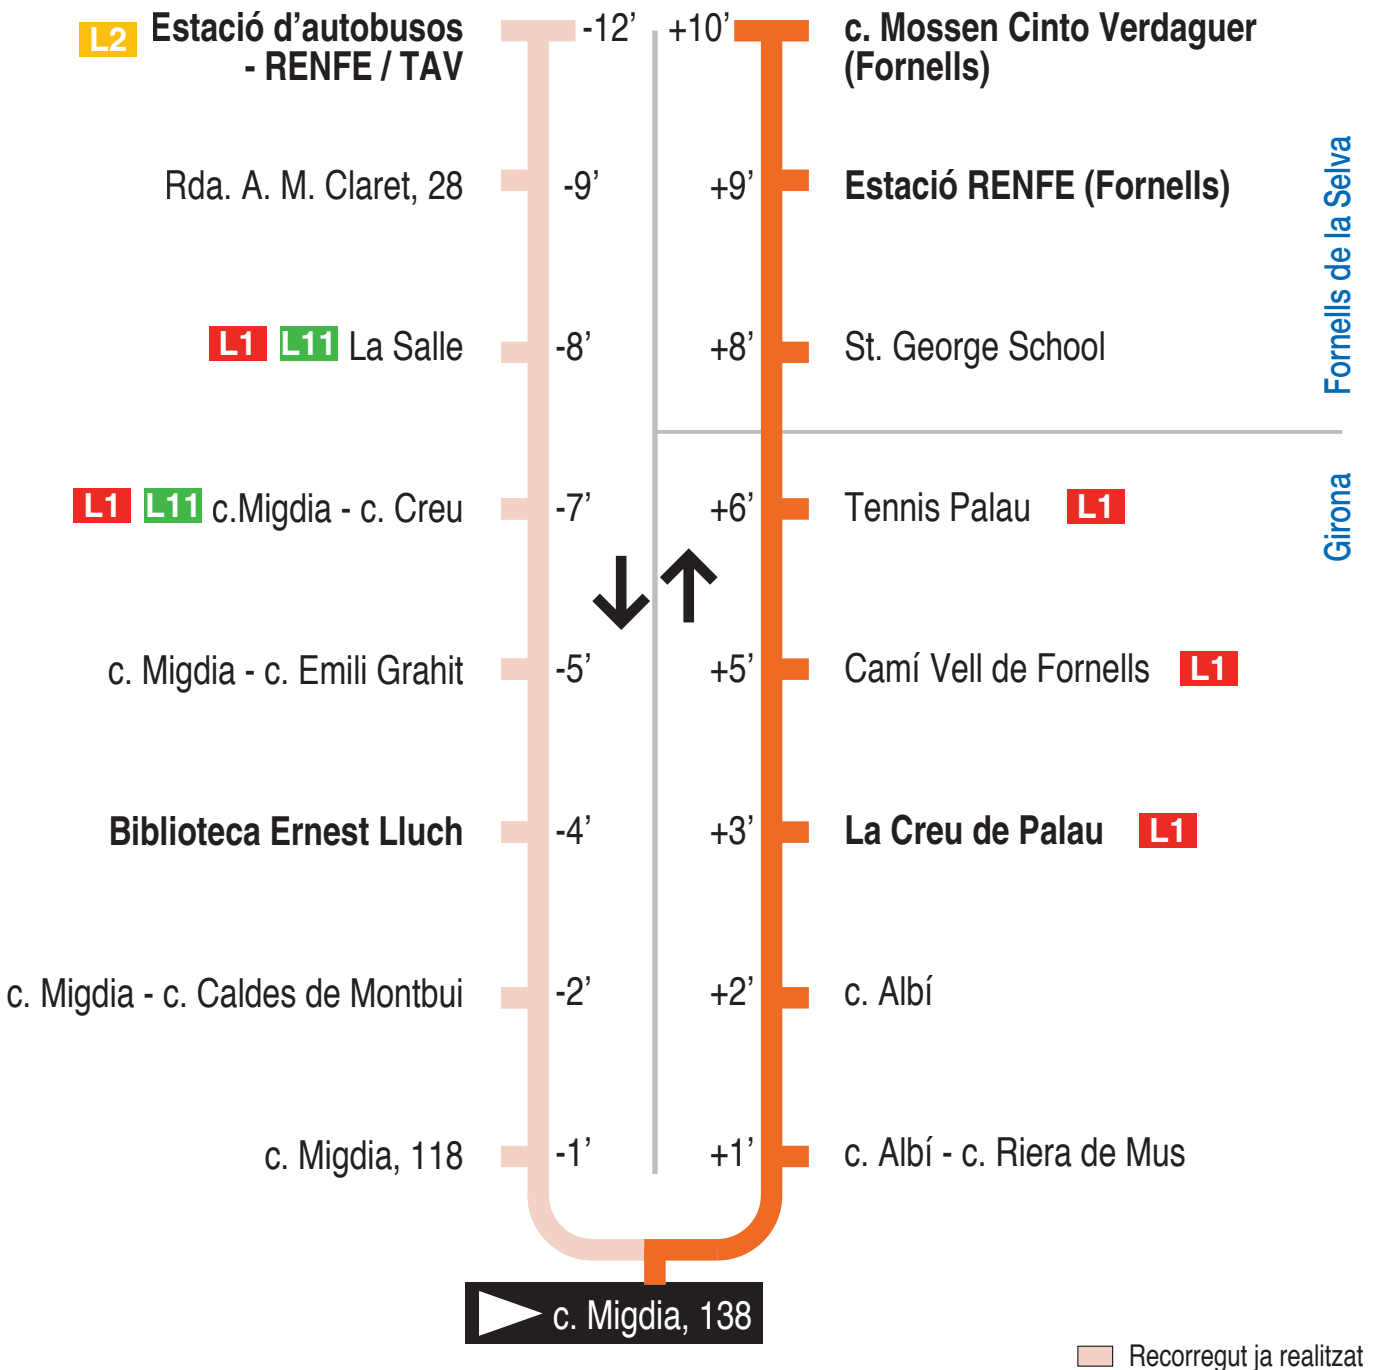 L2 Estació d’autobusos
- RENFE / TAV
-12’
Rda. A. M. Claret, 28
-9’
L1 L11 La Salle
-8’
L1 L11 c.Migdia - c. Creu
-7’
c. Migdia - c. Emili Grahit
-5’
Biblioteca Ernest Lluch
-4’
c. Migdia - c. Caldes de Montbui
-2’
c. Migdia, 118
-1’
c. Migdia, 138
+10’
c. Mossen Cinto Verdaguer
(Fornells)
+9’
Estació RENFE (Fornells)
+8’
St. George School
+6’
Tennis Palau L1
+5’
Camí Vell de Fornells L1
+3’
La Creu de Palau L1
+2’
c. Albí
+1’
c. Albí - c. Riera de Mus
Fornells de la Selva
Girona
Recorregut ja realitzat